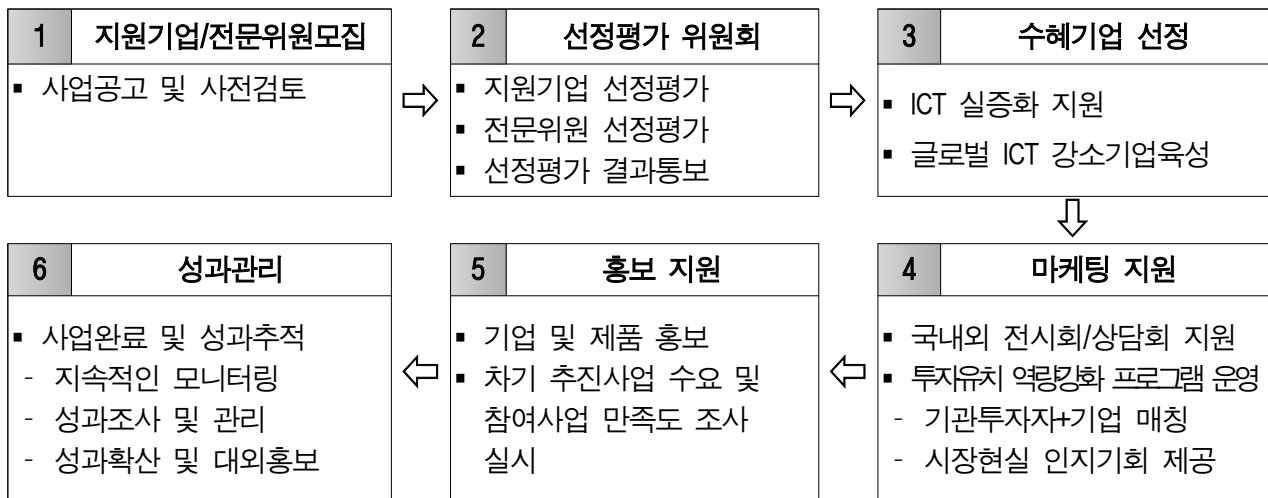 1 지원기업/전문위원모집
▪ 사업공고 및 사전검토
2 선정평가 위원회
▪ 지원기업 선정평가
▪ 전문위원 선정평가
▪ 선정평가 결과통보
3 수혜기업 선정
▪ ICT 실증화 지원
▪ 글로벌 ICT 강소기업육성
4 마케팅 지원
▪ 국내외 전시회/상담회 지원
▪ 투자유치 역량강화 프로그램 운영
- 기관투자자+기업 매칭
- 시장현실 인지기회 제공
5 홍보 지원
▪ 기업 및 제품 홍보
▪ 차기 추진사업 수요 및
참여사업 만족도 조사
실시
6 성과관리
▪ 사업완료 및 성과추적
- 지속적인 모니터링
- 성과조사 및 관리
- 성과확산 및 대외홍보